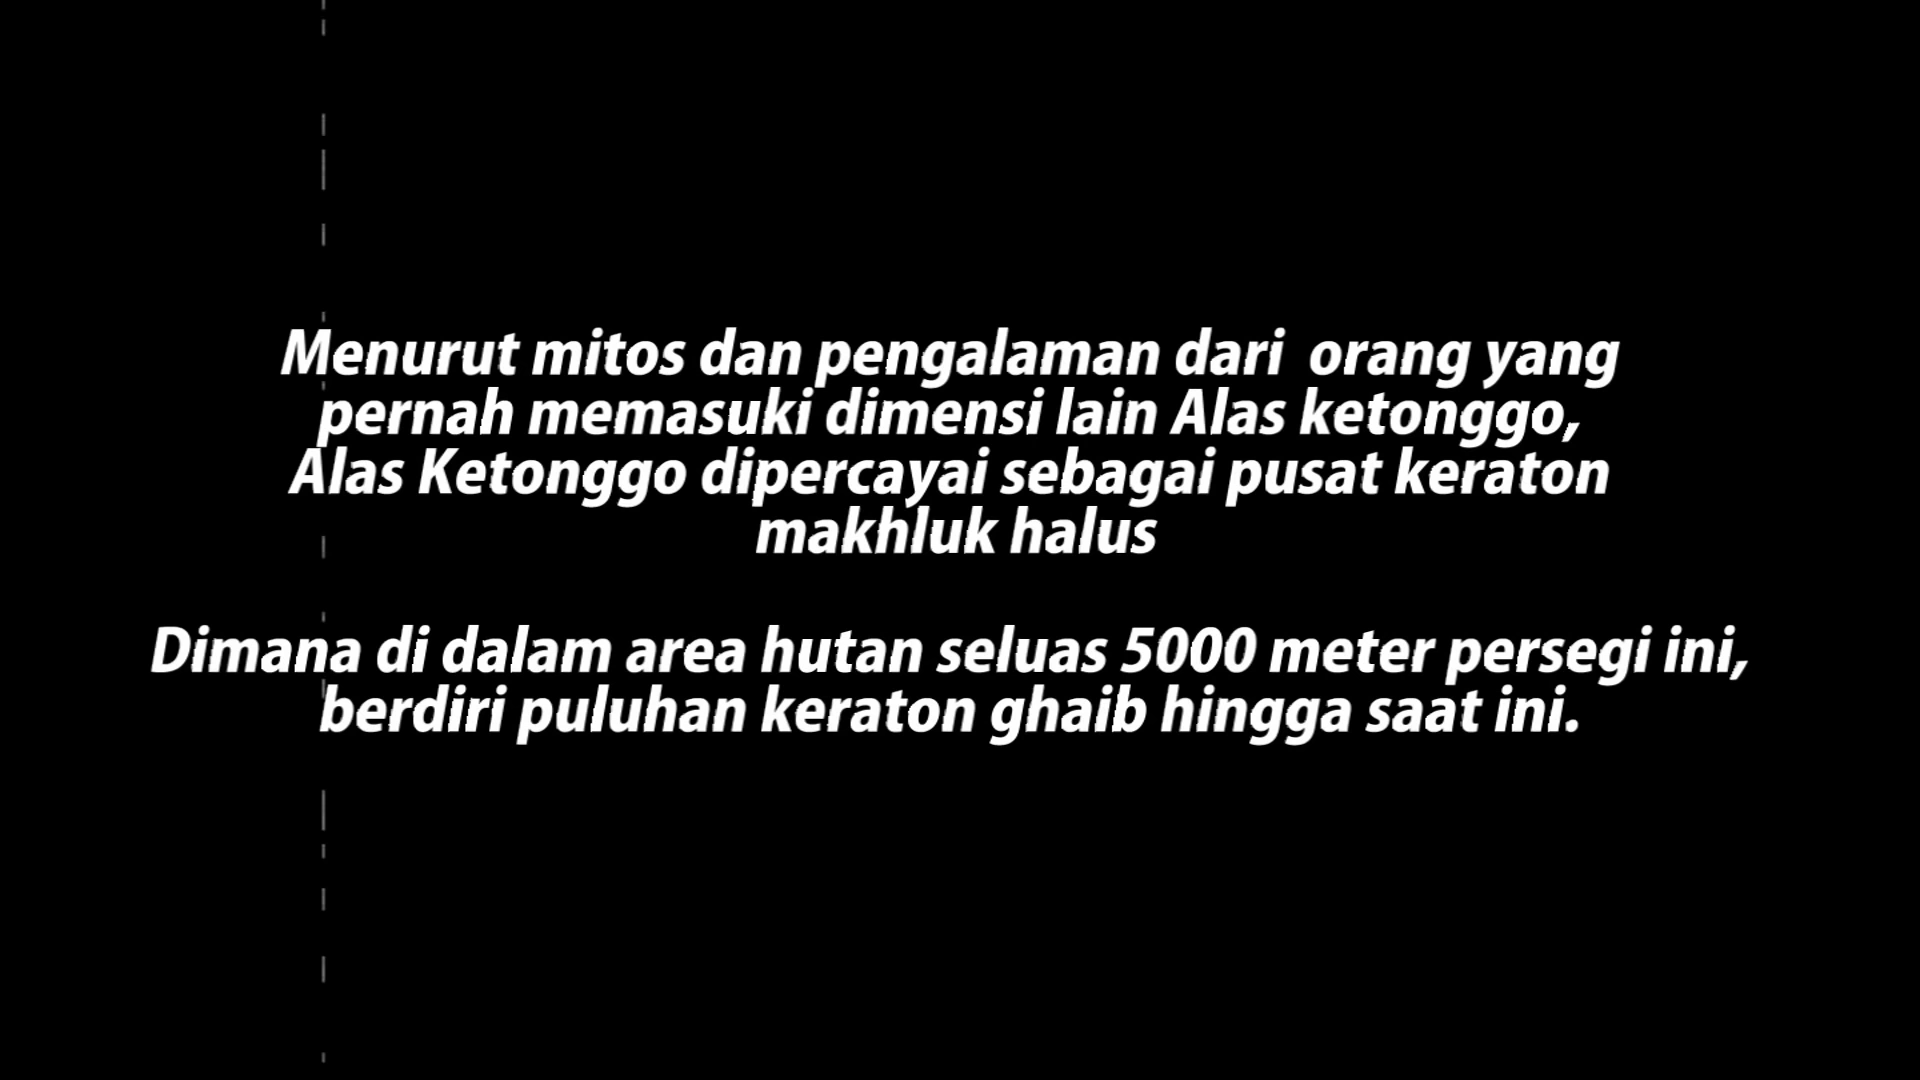 Menurut mitos dan pengalaman dari  orang yang
pernah memasuki dimensi lain Alas ketonggo,
Alas Ketonggo dipercayai sebagai pusat keraton
makhluk halus
Dimana di dalam area hutan seluas 5000 meter persegi ini,
berdiri puluhan keraton ghaib hingga saat ini.